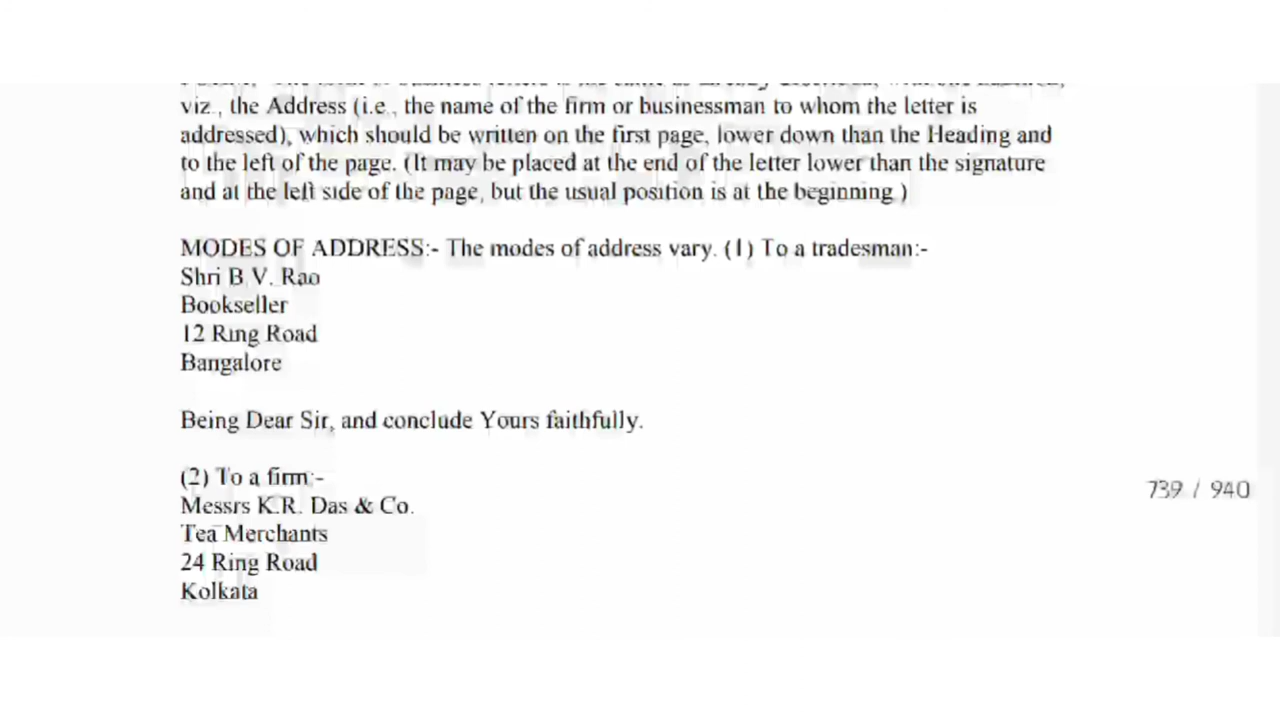 viz., the Address (i.e., the name of the firm or businessman to whom the letter is
addressed), which should be written on the first page, lower down than the Heading and
to the left of the page. (It may be placed at the end of the letter lower than the signature
and at the left side of the page, but the usual position is at the beginning.)
MODES OF ADDRESS:- The modes of address vary. (1) To a tradesman:-
Shri B.V. Rao
Bookseller
12 Ring Road
Bangalore
Being Dear Sir, and conclude Yours faithfully.
(2) To a firm:-
739 / 940
Messrs K.R. Das & Co.
Tea Merchants
24 Ring Road
Kolkata